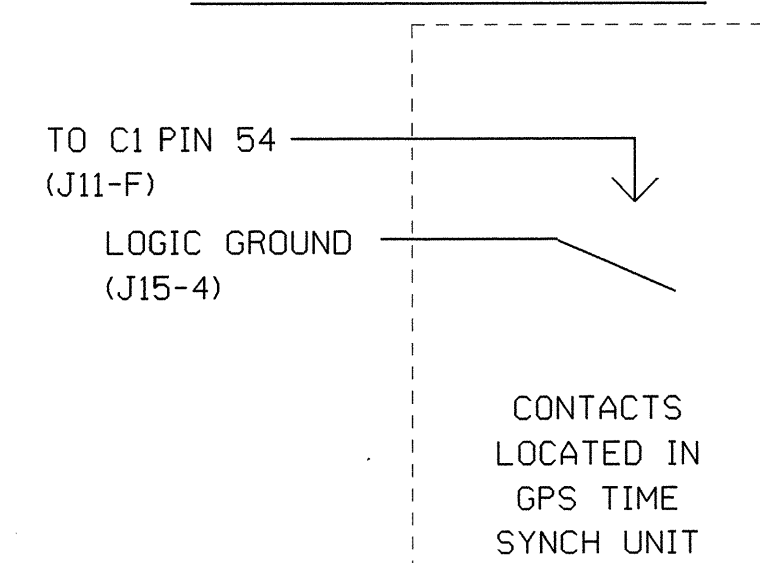 TO C1 PIN 54
(J11-F)
LOGIC GROUND
(J15-4)
CONTACTS
LOCATED IN
GPS TIME
SYNCH UNIT